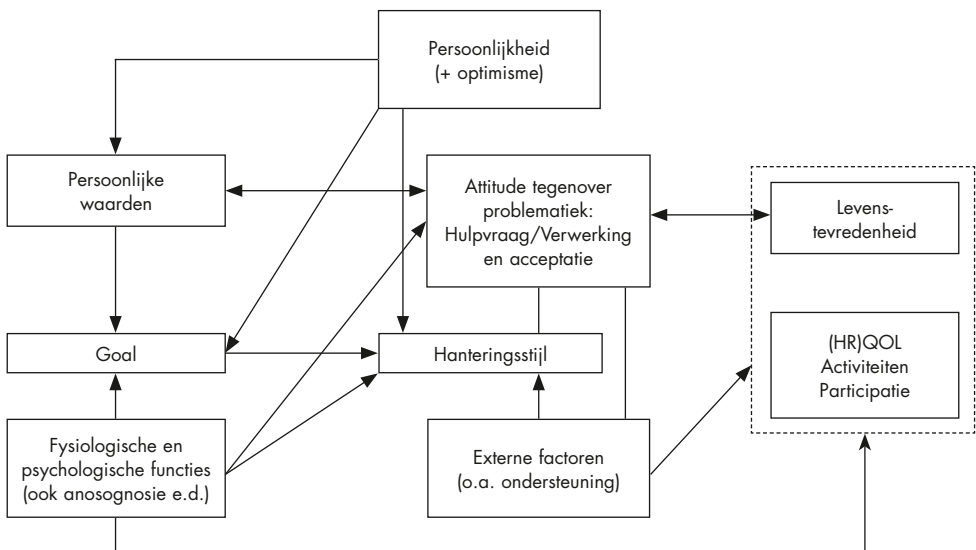 Persoonlijkheid
(+ optimisme)
Persoonlijke
waarden
Attitude tegenover
problematiek:
Hulpvraag/Verwerking
en acceptatie
Levens-
tevredenheid
Goal
Hanteringsstijl
(HR)QOL
Activiteiten
Participatie
Fysiologische en
psychologische functies
(ook anosognosie e.d.)
Externe factoren
(o.a. ondersteuning)